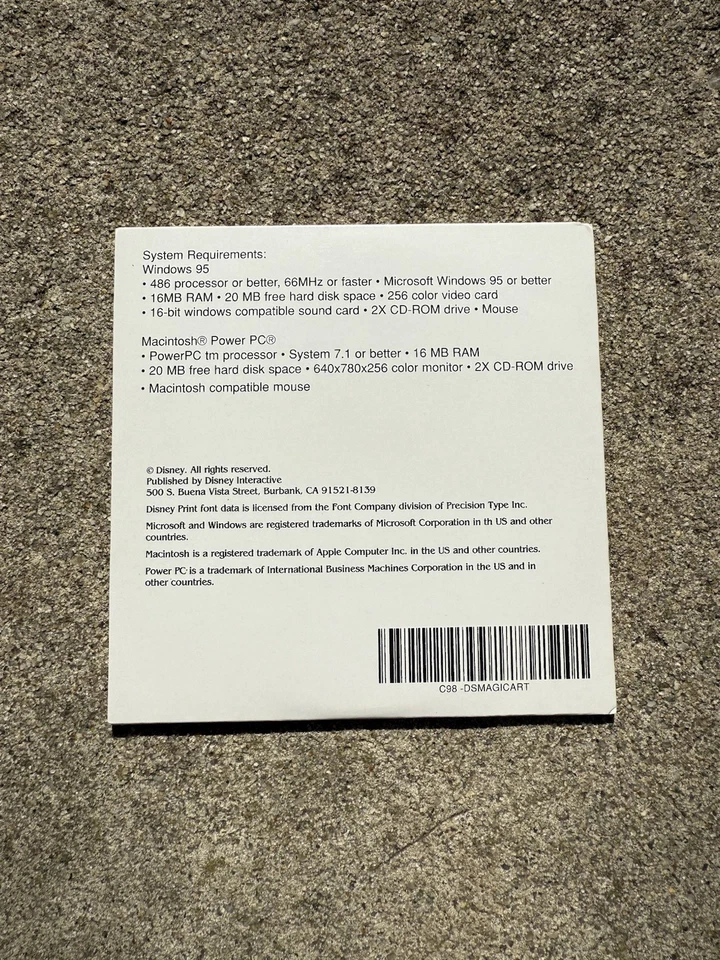 System Requirements:
Windows 95
• 486 processor or better, 66MHz or faster • Microsoft Windows 95 or better
• 16MB RAM • 20 MB free hard disk space • 256 color video card
• 16-bit windows compatible sound card • 2X CD-ROM drive • Mouse
Macintosh® Power PC®
• PowerPC tm processor • System 7.1 or better • 16 MB RAM
• 20 MB free hard disk space • 640x780x256 color monitor • 2X CD-ROM drive
• Macintosh compatible mouse
© Disney. All rights reserved.
Published by Disney Interactive
500 S. Buena Vista Street, Burbank, CA 91521-8139
Disney Print font data is licensed from the Font Company division of Precision Type Inc.
Microsoft and Windows are registered trademarks of Microsoft Corporation in th US and other
countries.
Macintosh is a registered trademark of Apple Computer Inc. in the US and other countries.
Power PC is a trademark of International Business Machines Corporation in the US and in
other countries.
C98 -DSMAGICART